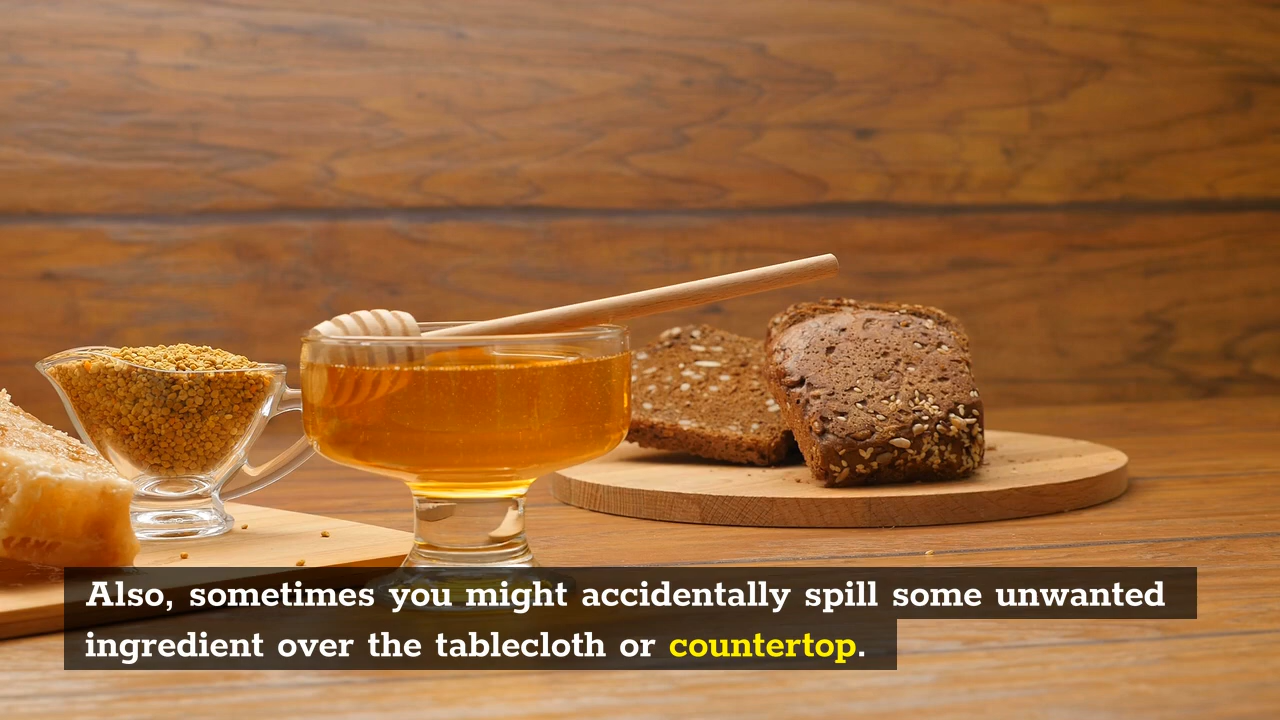 Also, sometimes you might accidentally spill some unwanted
ingredient over the tablecloth or countertop.